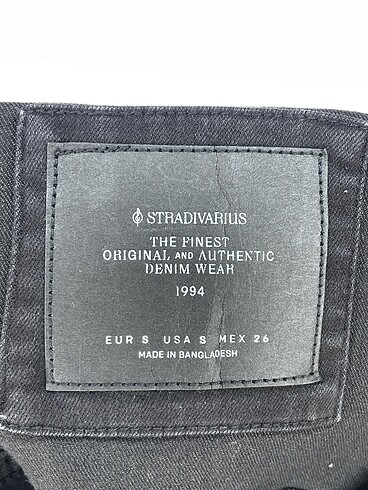 STRADIVARIUS
THE FINEST
ORIGINAL AND AUTHENTIC
DENIM WEAR
1994
EUR S USA S MEX 26
MADE IN BANGLADESH